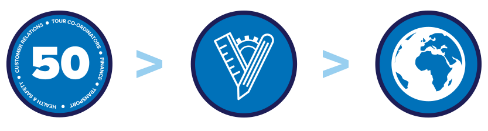 CUSTOMER RELATIONS • TOUR CO-ORDINATORS • FINANCE • TRANSPORT • HEALTH & SAFETY •
50
>
>